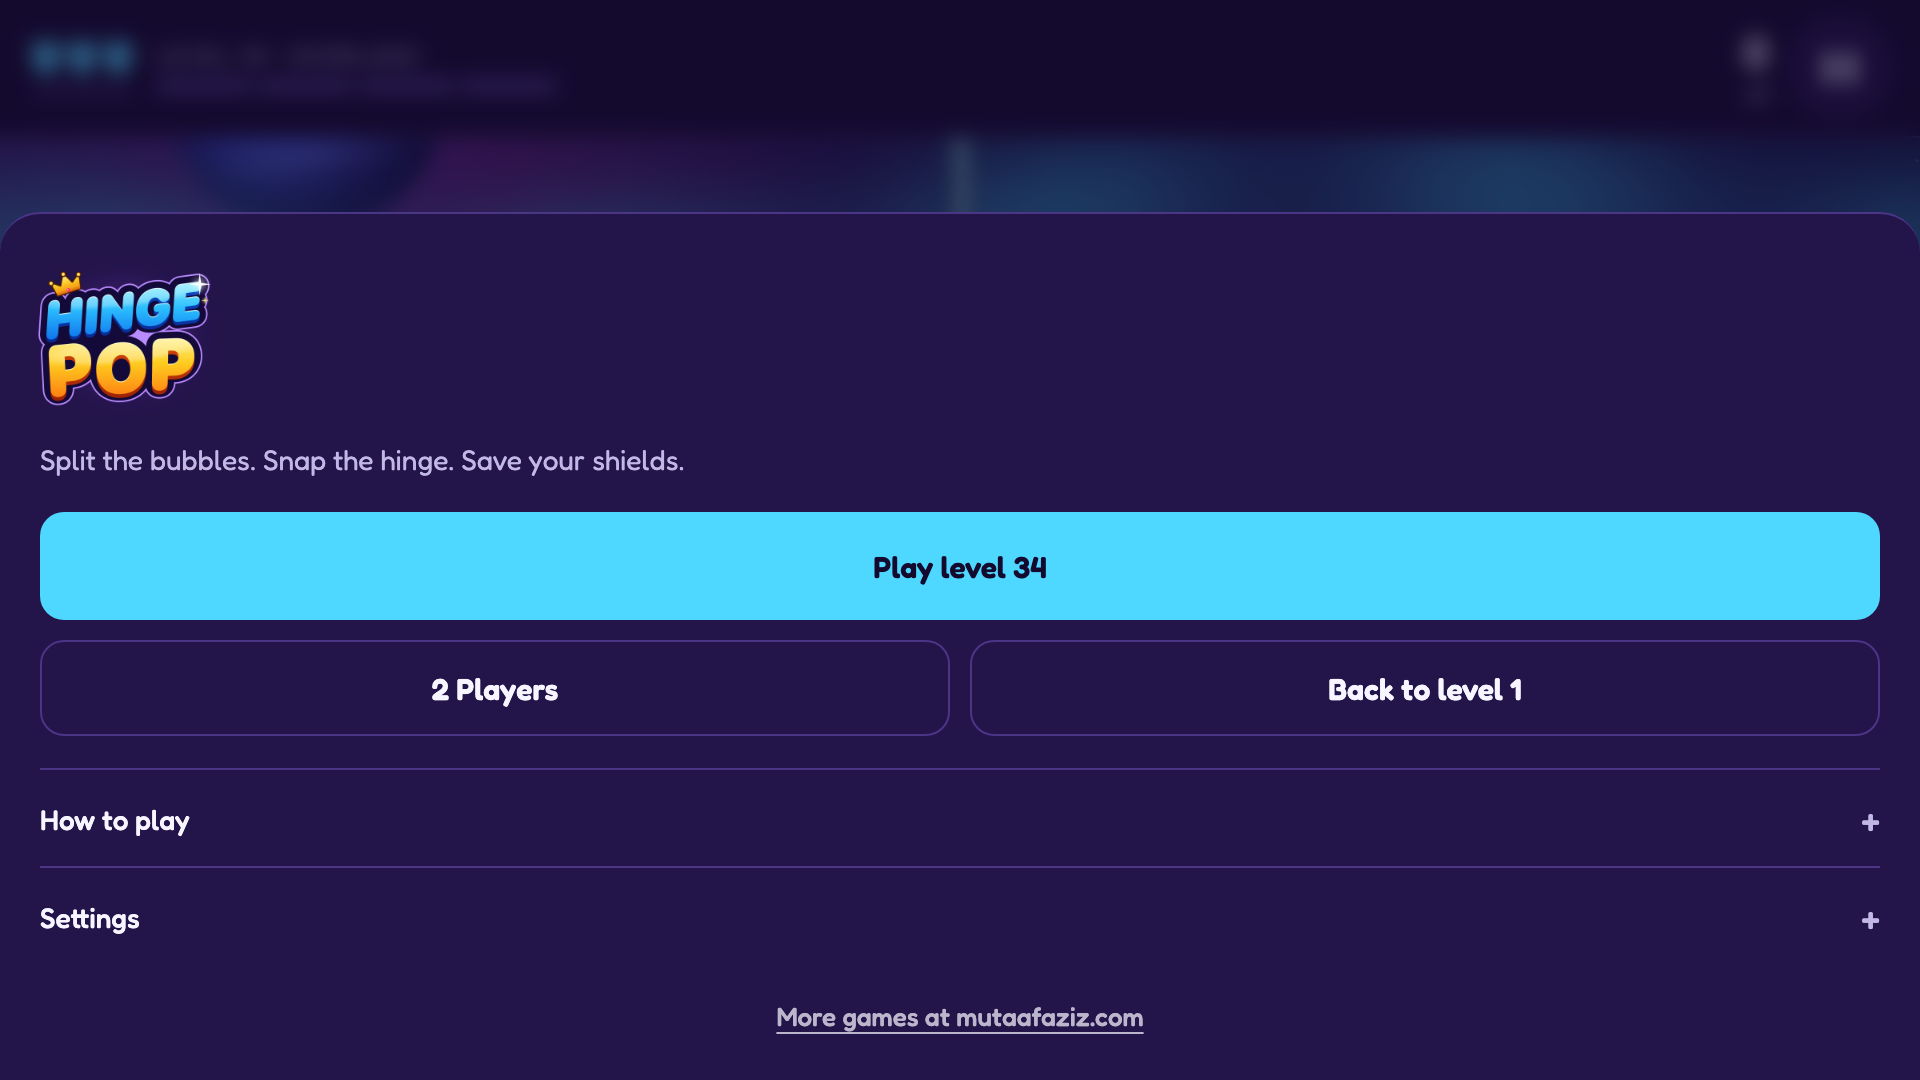 HINGE
POP
Split the bubbles. Snap the hinge. Save your shields.
Play level 34
2 Players
Back to level 1
How to play
+
Settings
+
More games at mutaafaziz.com